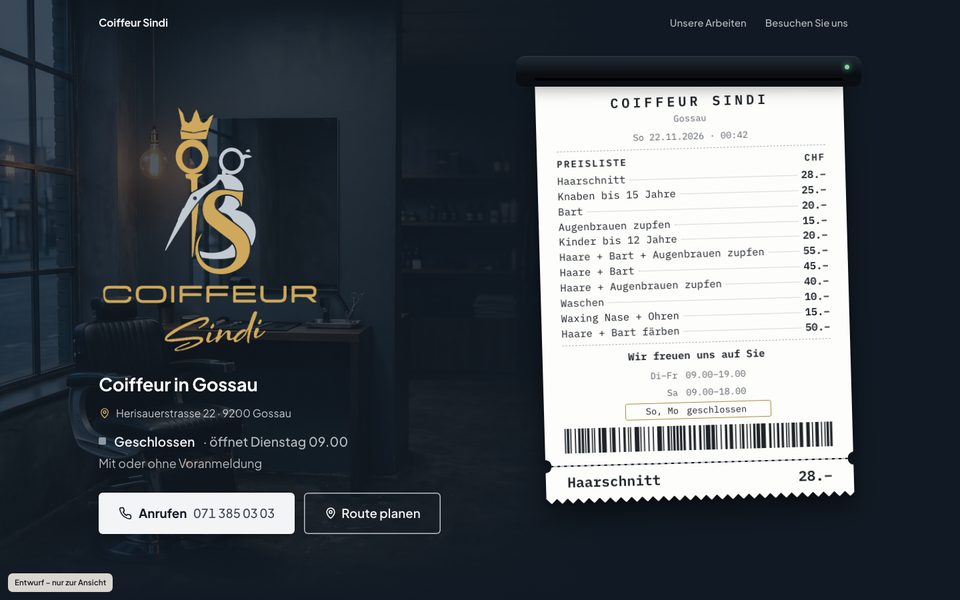 Coiffeur Sindi
Unsere Arbeiten
Besuchen Sie uns
COIFFEUR
Sindi
Coiffeur in Gossau
Herisauerstrasse 22 · 9200 Gossau
Geschlossen · öffnet Dienstag 09.00
Mit oder ohne Voranmeldung
Anrufen 071 385 03 03
Route planen
Entwurf – nur zur Ansicht
COIFFEUR SINDI
Gossau
So 22.11.2026 · 00:42
PREISLISTE CHF
Haarschnitt 28.–
Knaben bis 15 Jahre 25.–
Bart 20.–
Augenbrauen zupfen 15.–
Kinder bis 12 Jahre 20.–
Haare + Bart + Augenbrauen zupfen 55.–
Haare + Bart 45.–
Haare + Augenbrauen zupfen 40.–
Waschen 10.–
Waxing Nase + Ohren 15.–
Haare + Bart färben 50.–
Wir freuen uns auf Sie
Di–Fr 09.00–19.00
Sa 09.00–18.00
So, Mo geschlossen
Haarschnitt 28.–